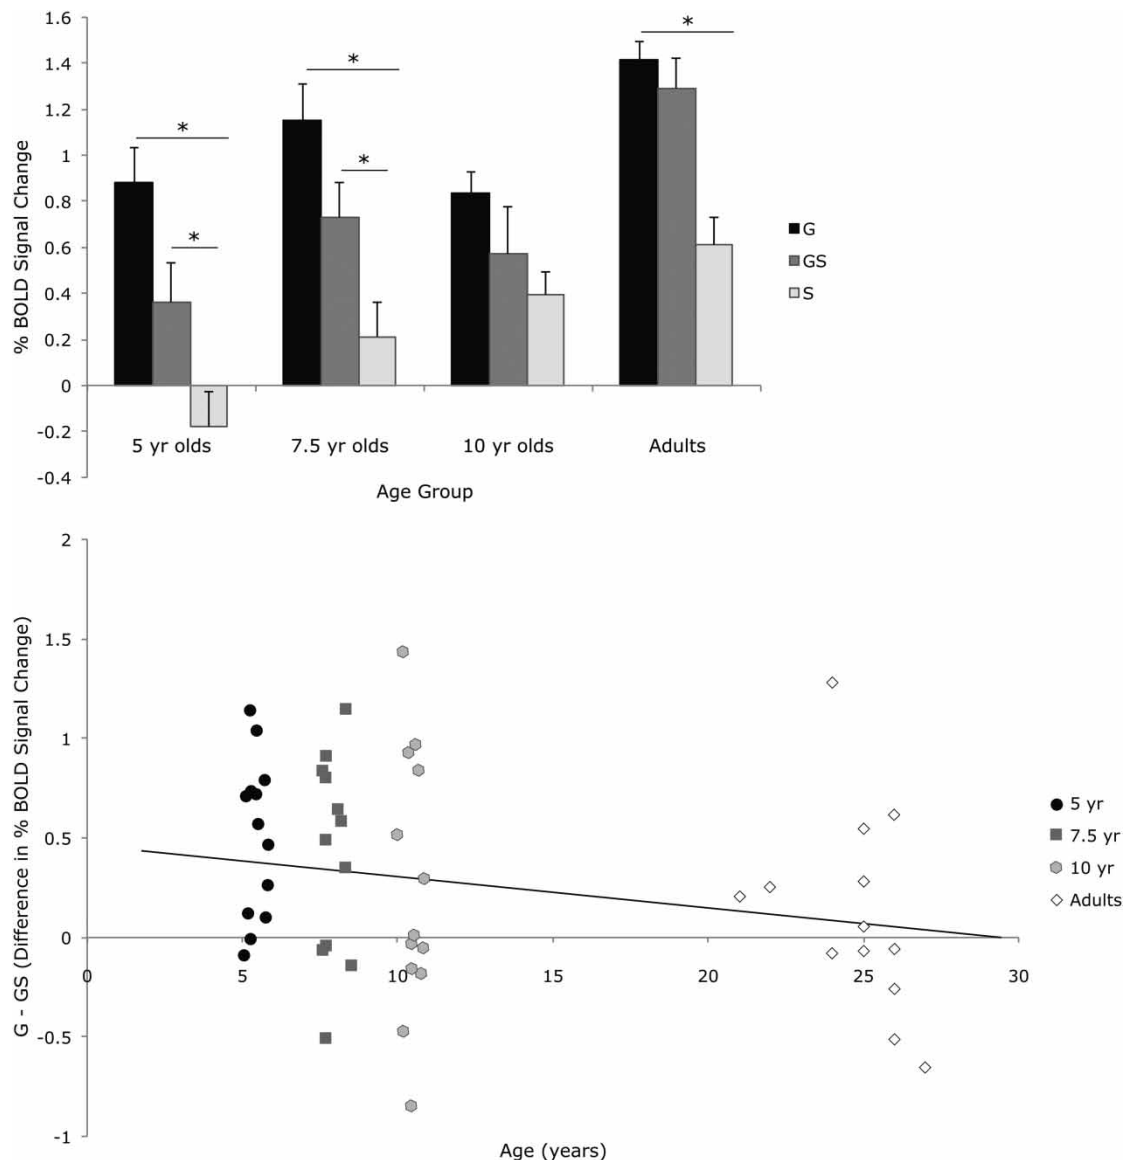 1.6
1.4
1.2
1
0.8
0.6
0.4
0.2
0
-0.2
-0.4
% BOLD Signal Change
*
*
*
*
*
G
GS
S
5 yr olds 7.5 yr olds 10 yr olds Adults
Age Group
2
1.5
1
0.5
0
-0.5
-1
G - GS (Difference in % BOLD Signal Change)
0 5 10 15 20 25 30
5 yr
7.5 yr
10 yr
Adults
Age (years)